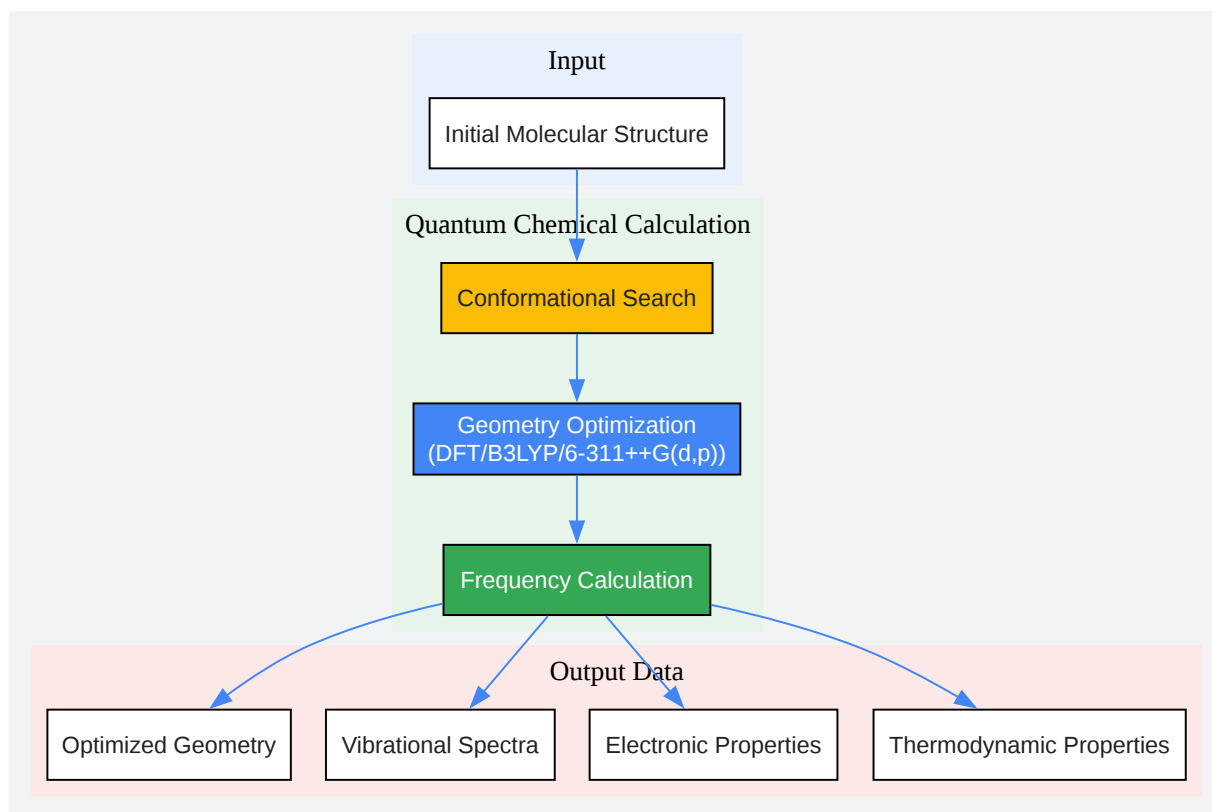 Input
Initial Molecular Structure
Quantum Chemical Calculation
Conformational Search
Geometry Optimization
(DFT/B3LYP/6-311++G(d,p))
Frequency Calculation
Output Data
Optimized Geometry
Vibrational Spectra
Electronic Properties
Thermodynamic Properties